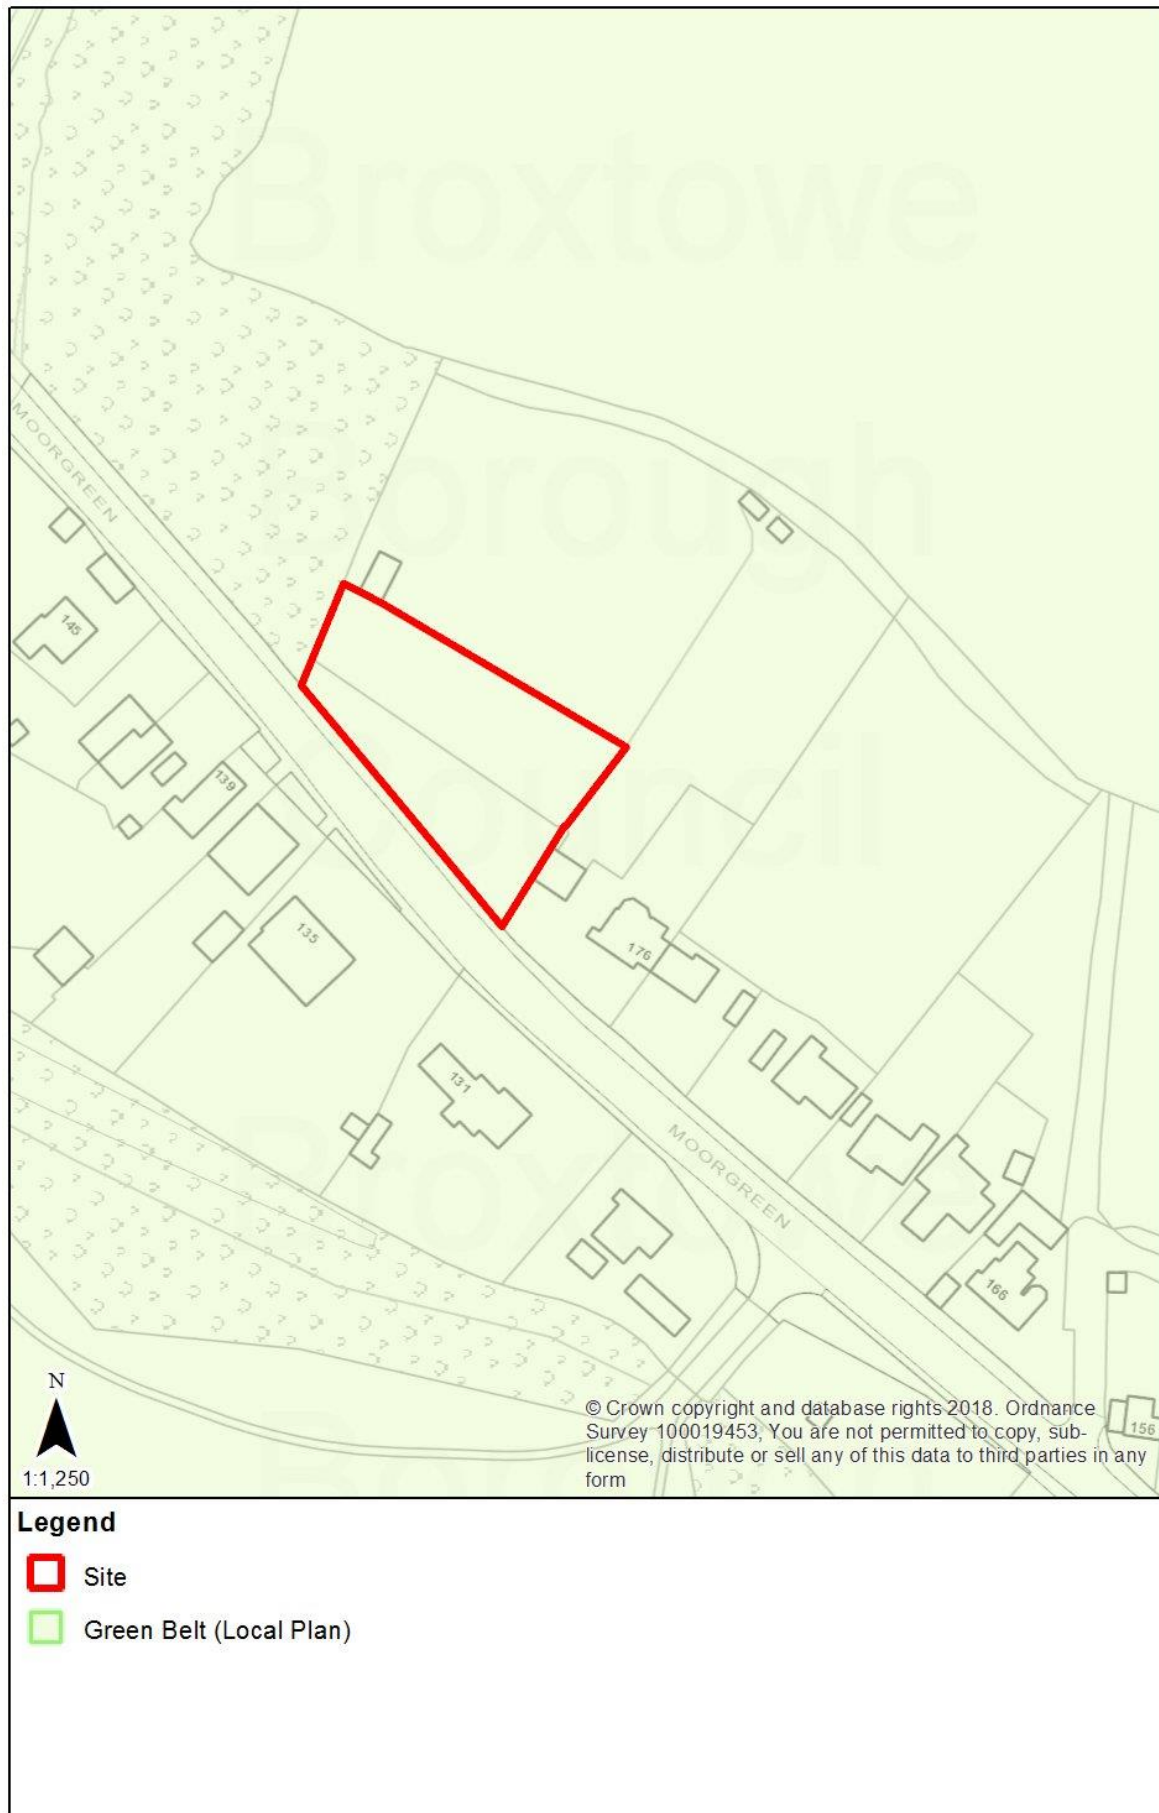 Broxtowe
Borough
Council
Broxtowe
MOORGREEN
145
139
135
131
176
MOORGREEN
166
156
N
1:1,250
© Crown copyright and database rights 2018. Ordnance
Survey 100019453, You are not permitted to copy, sub-
license, distribute or sell any of this data to third parties in any
form
Legend
Site
Green Belt (Local Plan)